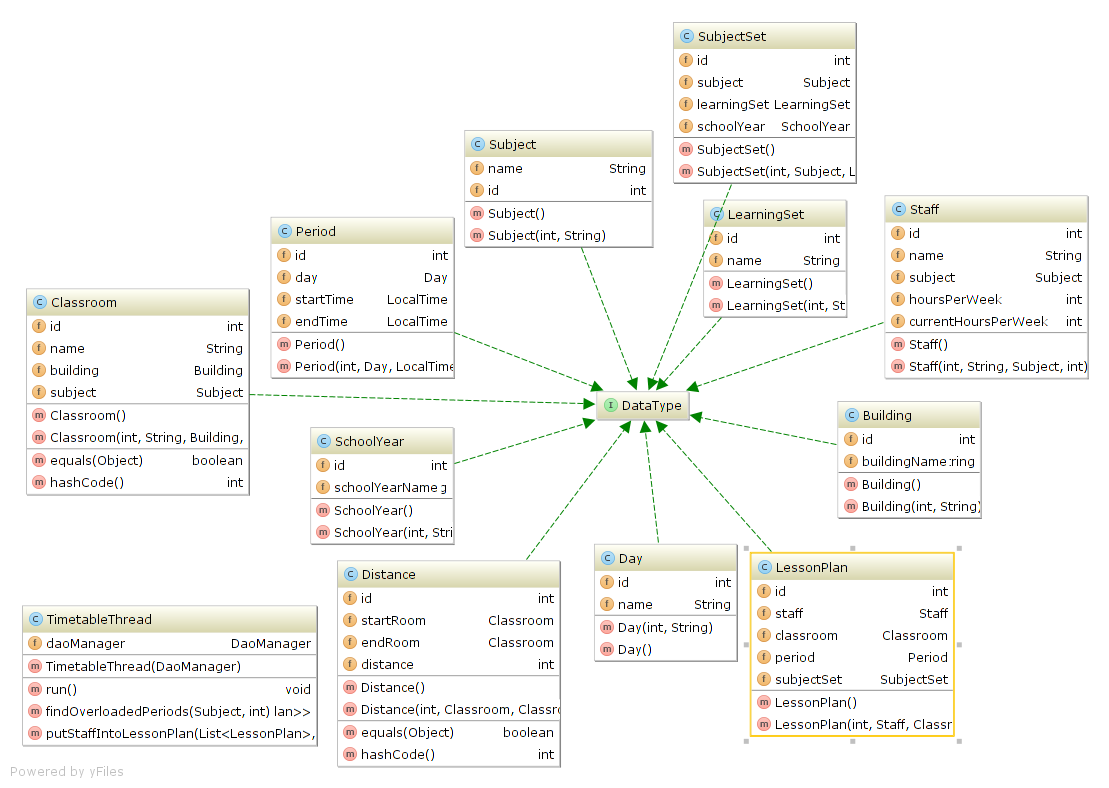 SubjectSet
id int
subject Subject
learningSet LearningSet
schoolYear SchoolYear
SubjectSet()
SubjectSet(int, Subject, L
Subject
name String
id int
Subject()
Subject(int, String)
LearningSet
id int
name String
LearningSet()
LearningSet(int, St
Staff
id int
name String
subject Subject
hoursPerWeek int
currentHoursPerWeek int
Staff()
Staff(int, String, Subject, int)
Period
id int
day Day
startTime LocalTime
endTime LocalTime
Period()
Period(int, Day, LocalTime
Classroom
id int
name String
building Building
subject Subject
Classroom()
Classroom(int, String, Building,
equals(Object) boolean
hashCode() int
DataType
SchoolYear
id int
schoolYearName g
SchoolYear()
SchoolYear(int, Stri
Building
id int
buildingName :ring
Building()
Building(int, String)
Distance
id int
startRoom Classroom
endRoom Classroom
distance int
Distance()
Distance(int, Classroom, Classro
equals(Object) boolean
hashCode() int
Day
id int
name String
Day(int, String)
Day()
LessonPlan
id int
staff Staff
classroom Classroom
period Period
subjectSet SubjectSet
LessonPlan()
LessonPlan(int, Staff, Classr
TimetableThread
daoManager DaoManager
TimetableThread(DaoManager)
run() void
findOverloadedPeriods(Subject, int) lan>>
putStaffIntoLessonPlan(List<LessonPlan>,
Powered by yFiles